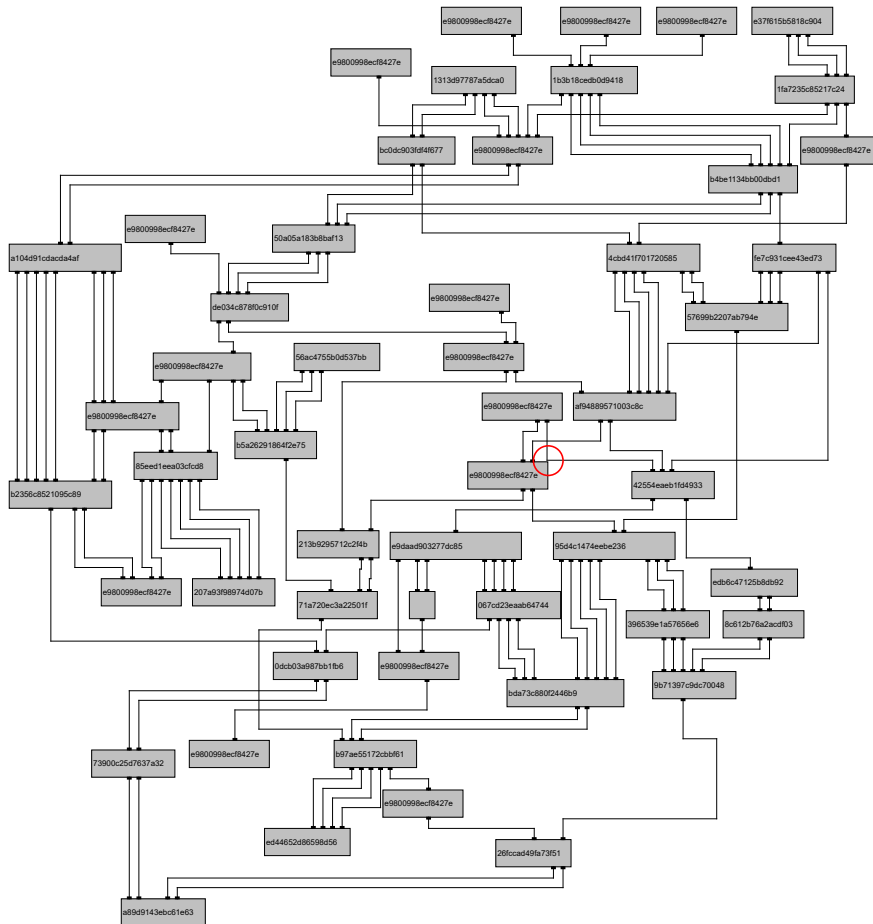 e9800998ecf8427e
e9800998ecf8427e
e9800998ecf8427e
e37f615b5818c904
e9800998ecf8427e
1313d97787a5dca0
1b3b18cedb0d9418
1fa7235c85217c24
bc0dc903fdf4f677
e9800998ecf8427e
e9800998ecf8427e
b4be1134bb00dbd1
e9800998ecf8427e
50a05a183b8baf13
a104d91cdacda4af
4cbd41f701720585
fe7c931cee43ed73
e9800998ecf8427e
de034c878f0c910f
57699b2207ab794e
56ac4755b0d537bb
e9800998ecf8427e
e9800998ecf8427e
e9800998ecf8427e
af94889571003c8c
e9800998ecf8427e
b5a26291864f2e75
85eed1eea03cfcd8
e9800998ecf8427e
42554eaeb1fd4933
b2356c8521095c89
213b9295712c2f4b
e9daad903277dc85
95d4c1474eebe236
e9800998ecf8427e
207a93f98974d07b
edb6c47125b8db92
71a720ec3a22501f
067cd23eaab64744
396539e1a57656e6
8c612b76a2acdf03
0dcb03a987bb1fb6
e9800998ecf8427e
bda73c880f2446b9
9b71397c9dc70048
73900c25d7637a32
e9800998ecf8427e
b97ae55172cbbf61
e9800998ecf8427e
ed44652d86598d56
26fccad49fa73f51
a89d9143ebc61e63